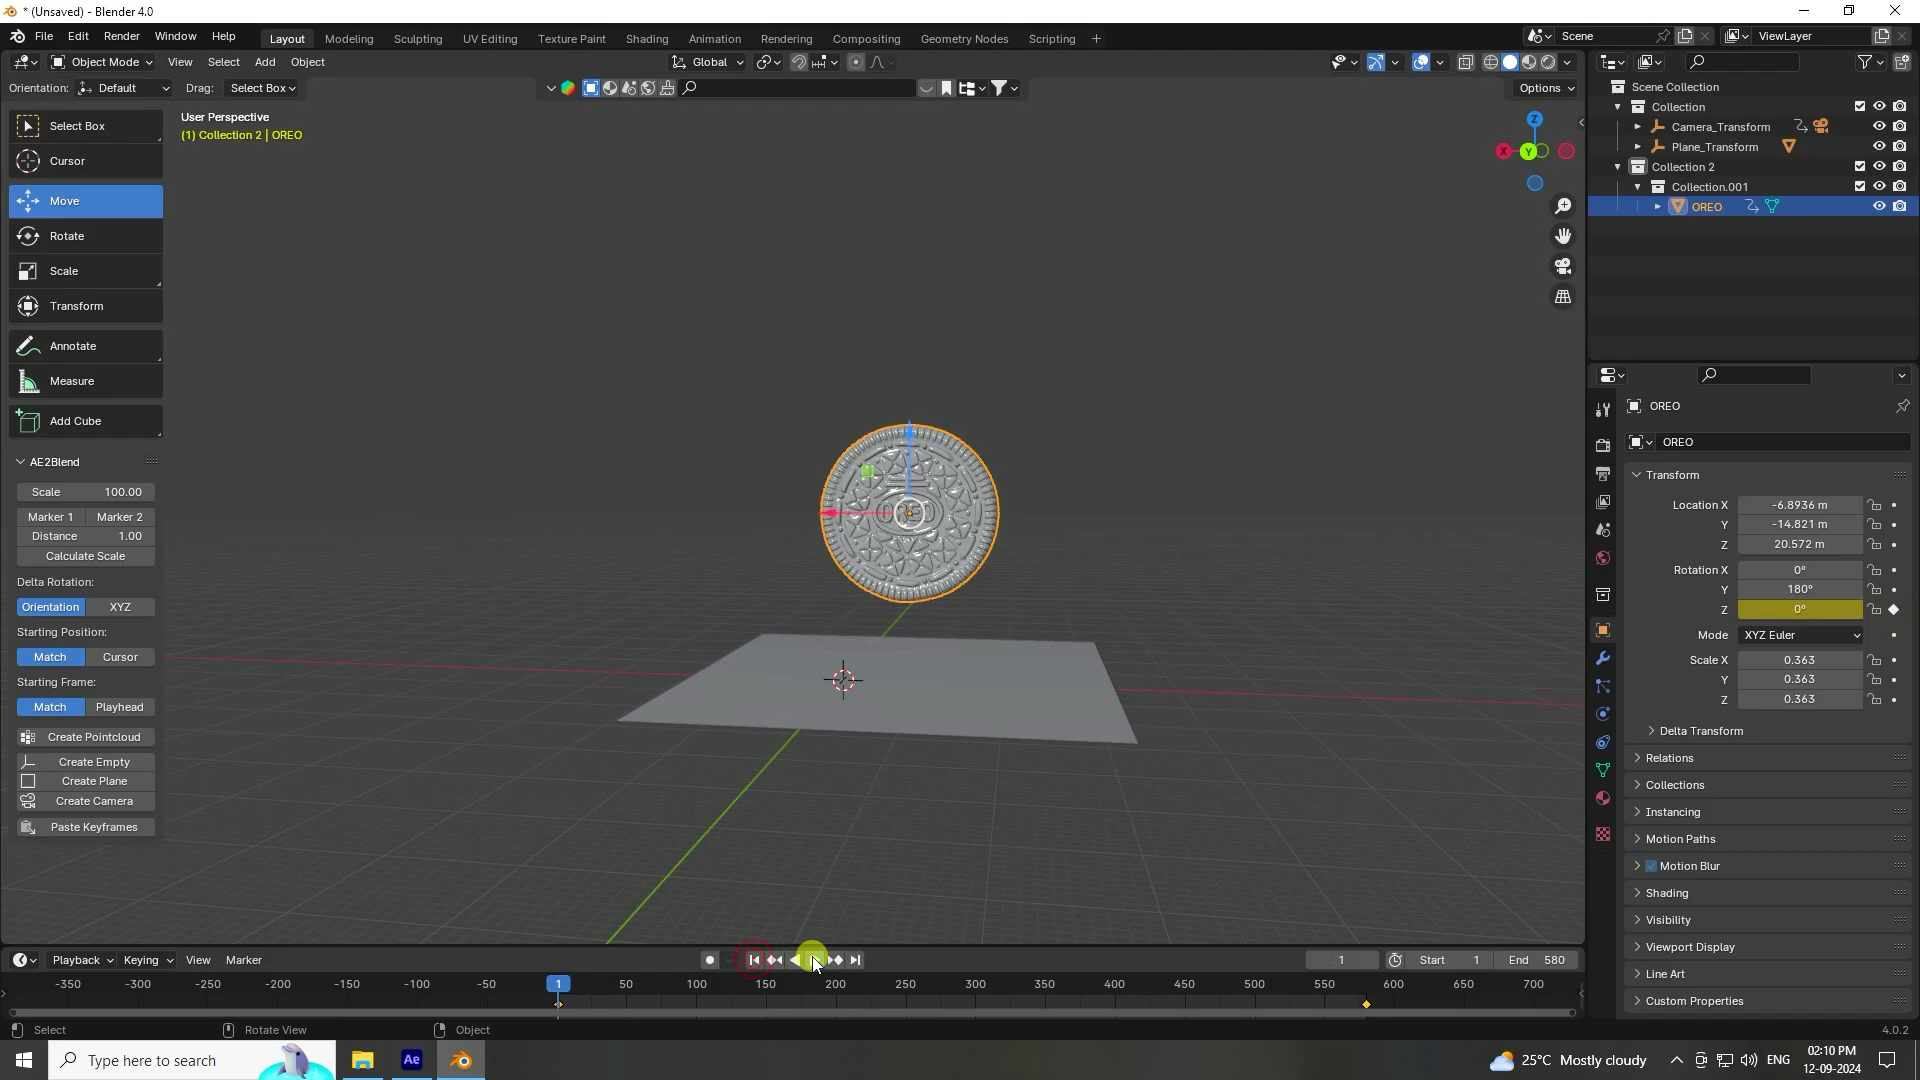 * (Unsaved) - Blender 4.0
File Edit Render Window Help
Layout Modeling Sculpting UV Editing Texture Paint Shading Animation Rendering Compositing Geometry Nodes Scripting +
Scene
ViewLayer
Object Mode View Select Add Object
Global
Orientation: Default Drag: Select Box
Options
Select Box
Cursor
Move
Rotate
Scale
Transform
Annotate
Measure
Add Cube
AE2Blend
Scale 100.00
Marker 1 Marker 2
Distance 1.00
Calculate Scale
Delta Rotation:
Orientation XYZ
Starting Position:
Match Cursor
Starting Frame:
Match Playhead
Create Pointcloud
Create Empty
Create Plane
Create Camera
Paste Keyframes
User Perspective
(1) Collection 2 | OREO
Z
X
Y
Scene Collection
Collection
Camera_Transform
Plane_Transform
Collection 2
Collection.001
OREO
OREO
OREO
Transform
Location X -6.8936 m
Y -14.821 m
Z 20.572 m
Rotation X 0°
Y 180°
Z 0°
Mode XYZ Euler
Scale X 0.363
Y 0.363
Z 0.363
Delta Transform
Relations
Collections
Instancing
Motion Paths
Motion Blur
Shading
Visibility
Viewport Display
Line Art
Custom Properties
Playback Keying View Marker
1 Start 1 End 580
-350 -300 -250 -200 -150 -100 -50 1 50 100 150 200 250 300 350 400 450 500 550 600 650 700
Select Rotate View Object
4.0.2
Type here to search
Ae
25°C Mostly cloudy
ENG
02:10 PM
12-09-2024